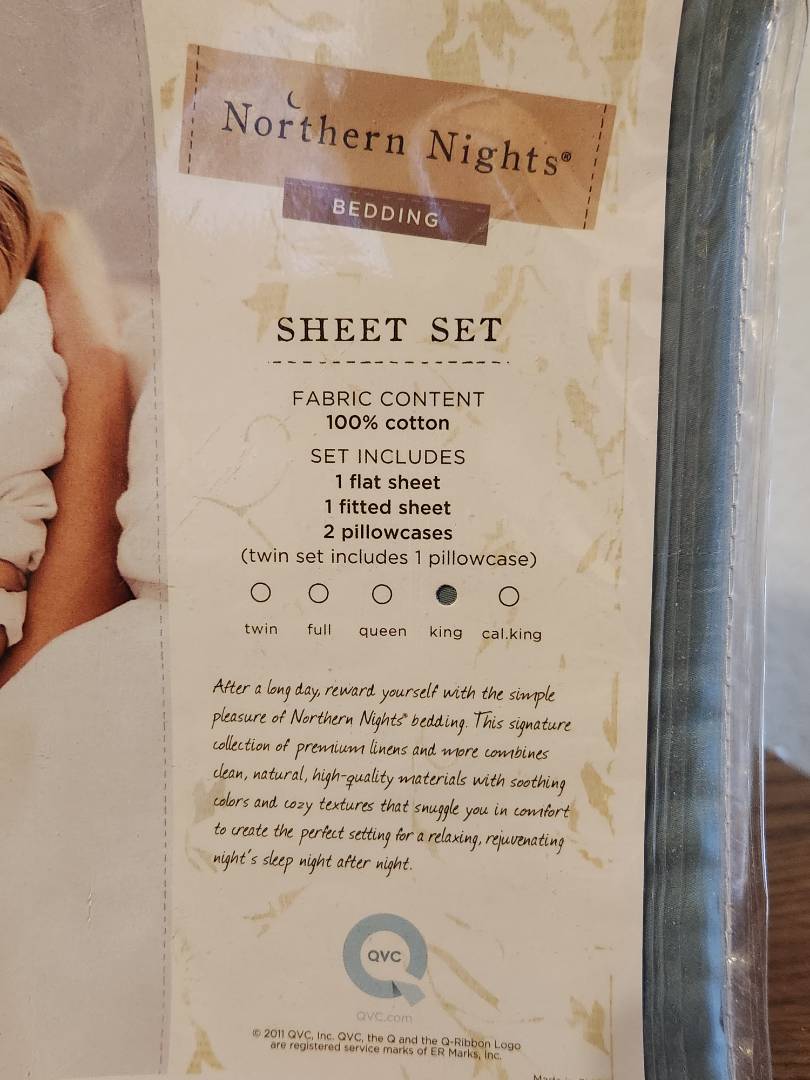 Northern Nights®
BEDDING
SHEET SET
FABRIC CONTENT
100% cotton
SET INCLUDES
1 flat sheet
1 fitted sheet
2 pillowcases
(twin set includes 1 pillowcase)
twin full queen king cal.king
After a long day, reward yourself with the simple
pleasure of Northern Nights® bedding. This signature
collection of premium linens and more combines
clean, natural, high-quality materials with soothing
colors and cozy textures that snuggle you in comfort
to create the perfect setting for a relaxing, rejuvenating
night's sleep night after night.
QVC
QVC.com
© 2011 QVC, Inc. QVC, the Q and the Q-Ribbon Logo
are registered service marks of ER Marks, Inc.